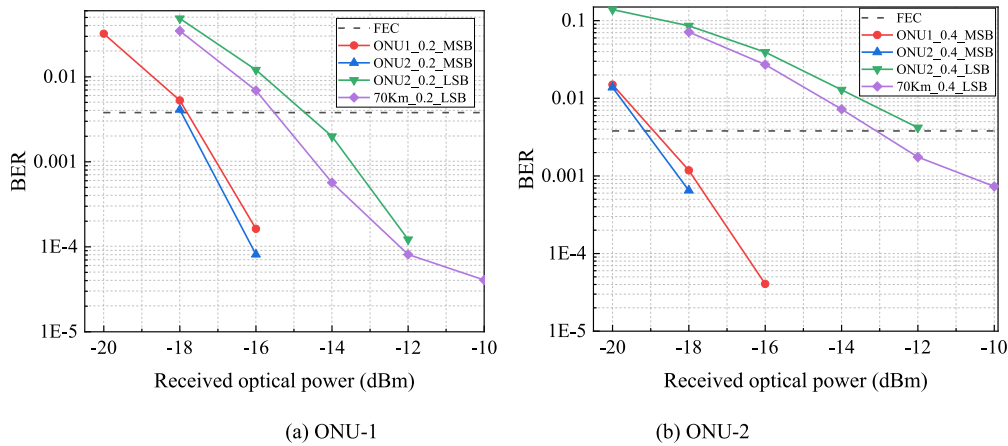 FEC
ONU1_0.2_MSB
ONU2_0.2_MSB
ONU2_0.2_LSB
70Km_0.2_LSB
0.01
0.001
1E-4
1E-5
BER
-20 -18 -16 -14 -12 -10
Received optical power (dBm)
(a) ONU-1
FEC
ONU1_0.4_MSB
ONU2_0.4_MSB
ONU2_0.4_LSB
70Km_0.4_LSB
0.1
0.01
0.001
1E-4
1E-5
BER
-20 -18 -16 -14 -12 -10
Received optical power (dBm)
(b) ONU-2